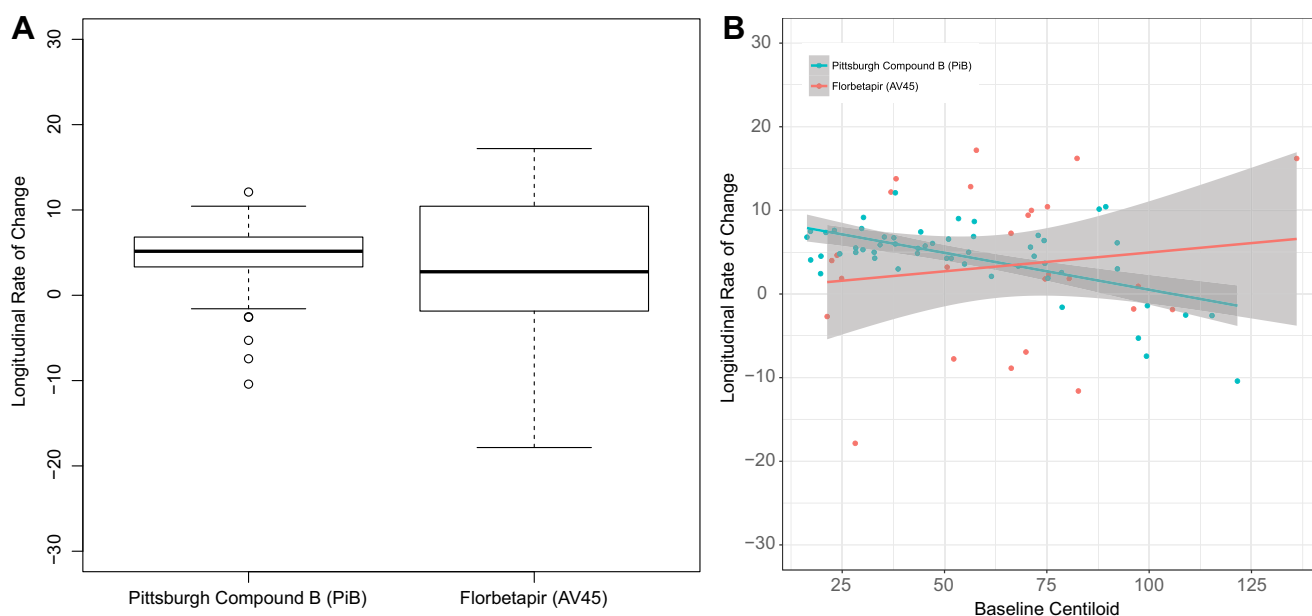 A
Longitudinal Rate of Change
30
20
10
0
−10
−20
−30
Pittsburgh Compound B (PiB)
Florbetapir (AV45)
B
Longitudinal Rate of Change
30
20
10
0
−10
−20
−30
Pittsburgh Compound B (PiB)
Florbetapir (AV45)
25 50 75 100 125
Baseline Centiloid